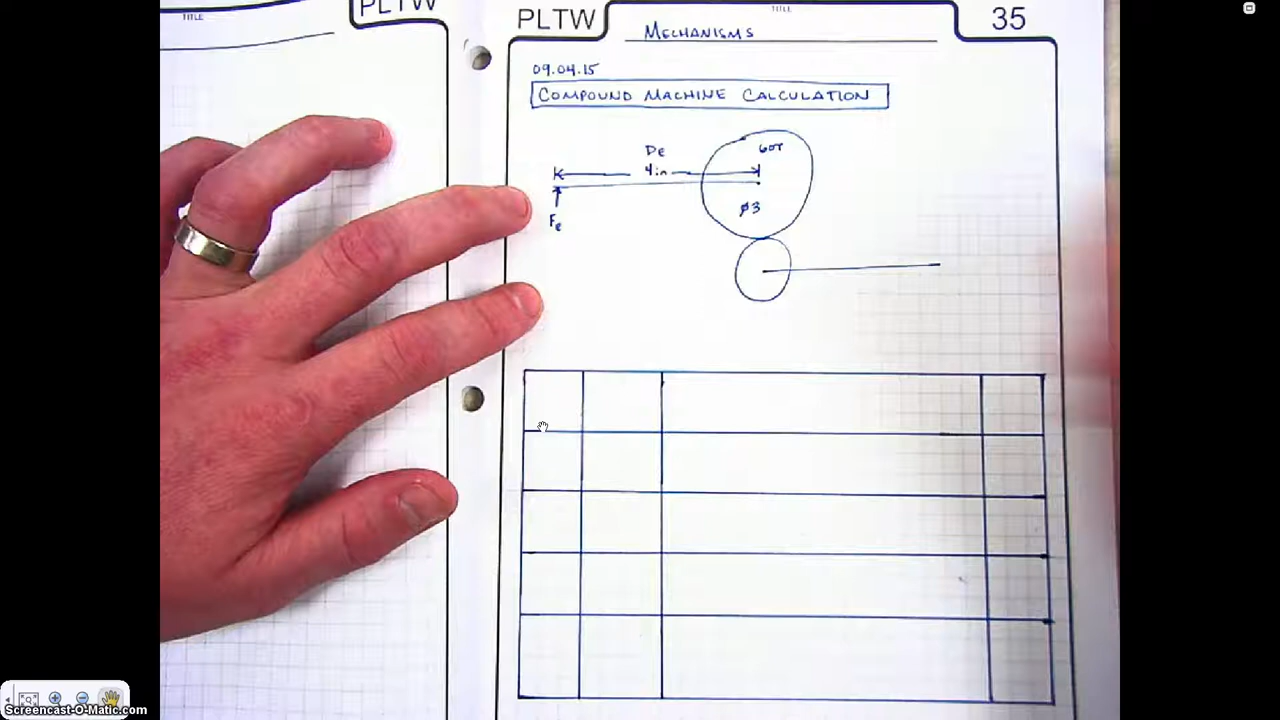 TITLE
PLTW
PLTW
TITLE
35
MECHANISMS
09.04.15
COMPOUND MACHINE CALCULATION
De
4in
60T
Fe
ø3
Screencast-O-Matic.com